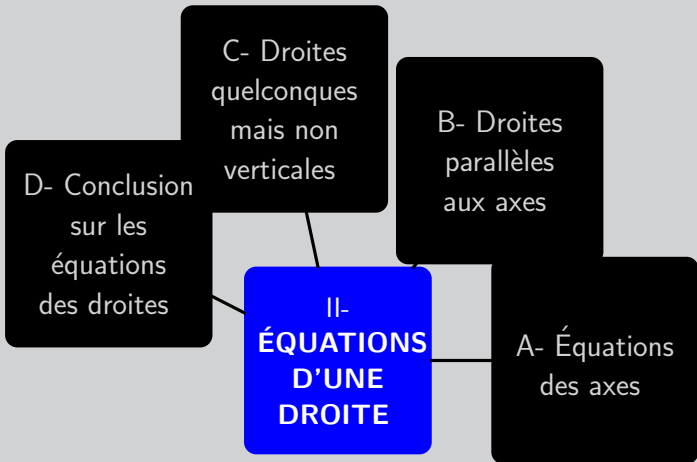 C- Droites
quelconques
mais non
verticales
B- Droites
parallèles
aux axes
D- Conclusion
sur les
équations
des droites
II-
ÉQUATIONS
D'UNE
DROITE
A- Équations
des axes